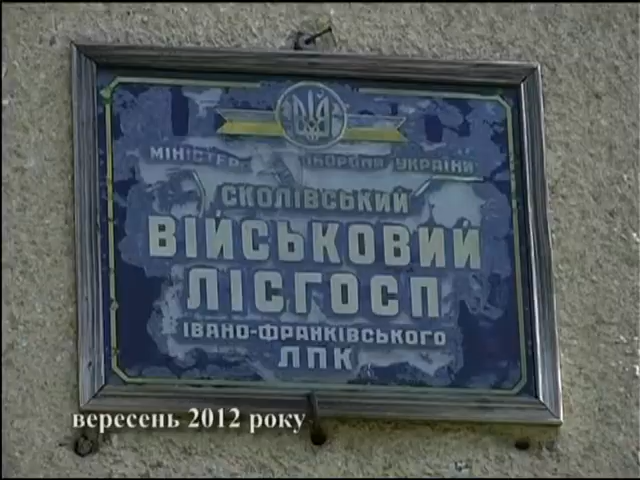 МІНІСТЕРСТВО ОБОРОНИ УКРАЇНИ
СКОЛІВСЬКИЙ
ВІЙСЬКОВИЙ
ЛІСГОСП
ІВАНО-ФРАНКІВСЬКОГО
ЛПК
вересень 2012 року